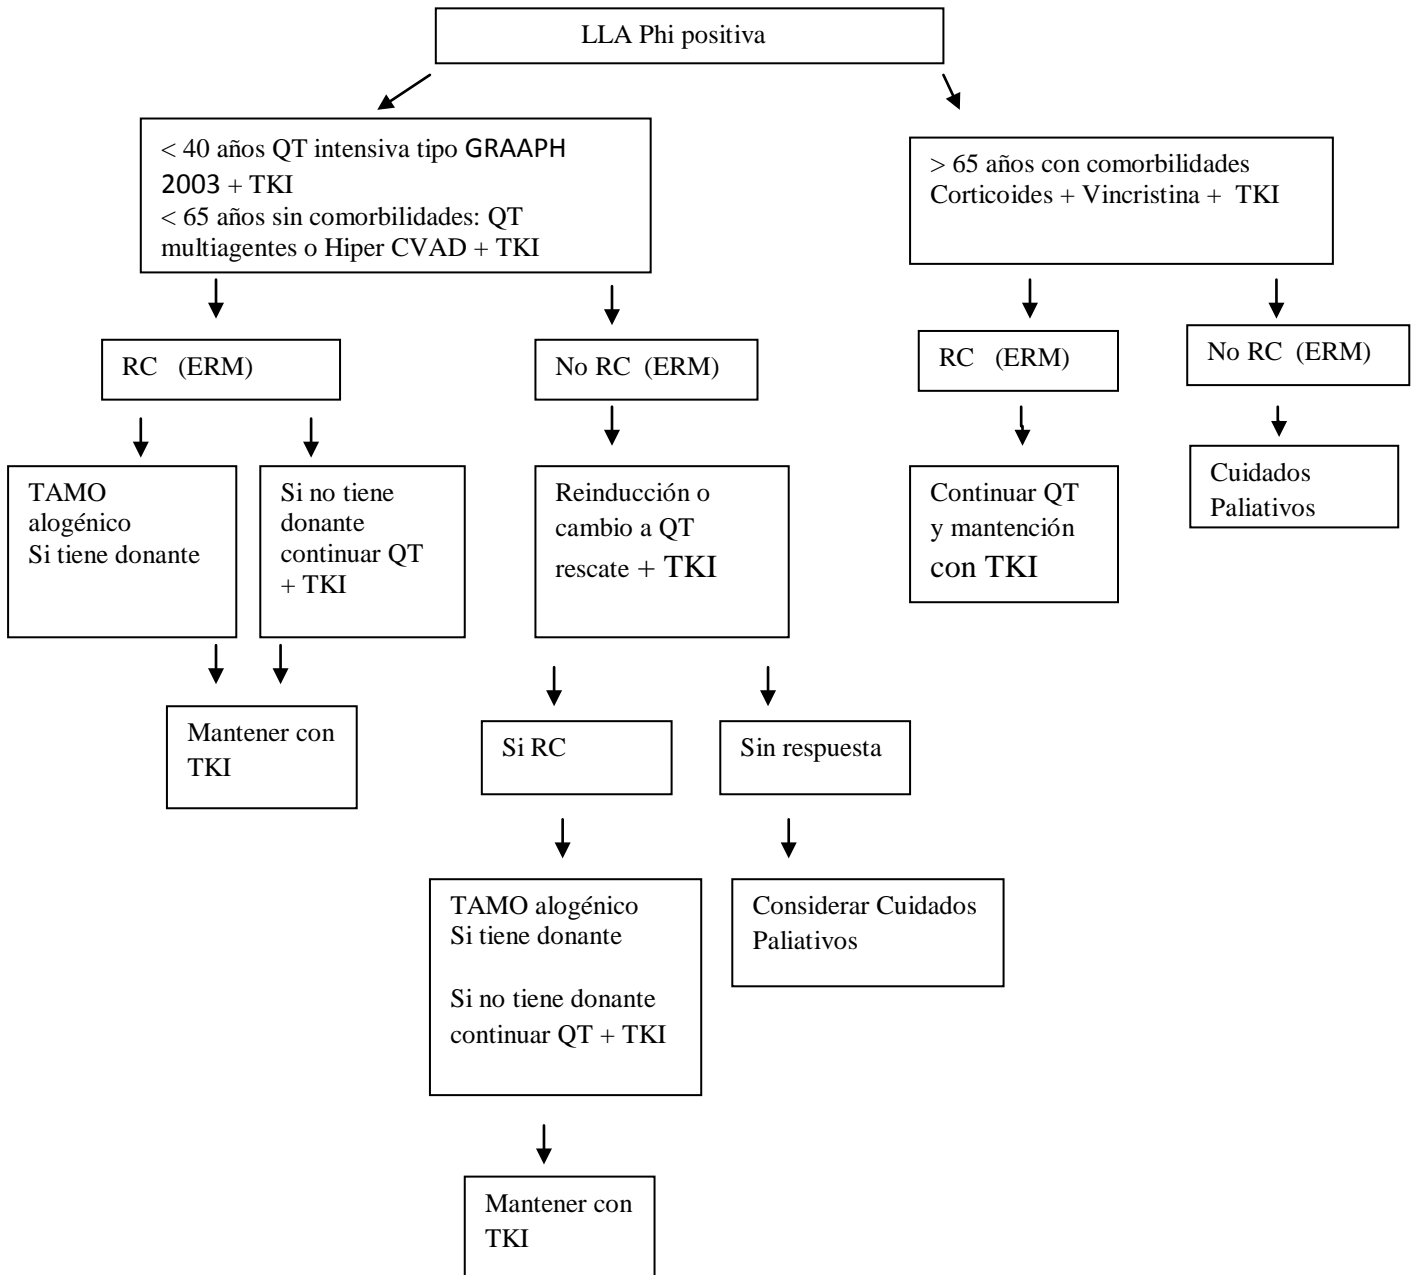 LLA Phi positiva
< 40 años QT intensiva tipo GRAAPH
2003 + TKI
< 65 años sin comorbilidades: QT
multiagentes o Hiper CVAD + TKI
> 65 años con comorbilidades
Corticoides + Vincristina + TKI
RC (ERM)
No RC (ERM)
RC (ERM)
No RC (ERM)
TAMO
alogénico
Si tiene donante
Si no tiene
donante
continuar QT
+ TKI
Reinducción o
cambio a QT
rescate + TKI
Continuar QT
y mantención
con TKI
Cuidados
Paliativos
Mantener con
TKI
Si RC
Sin respuesta
TAMO alogénico
Si tiene donante
Si no tiene donante
continuar QT + TKI
Considerar Cuidados
Paliativos
Mantener con
TKI